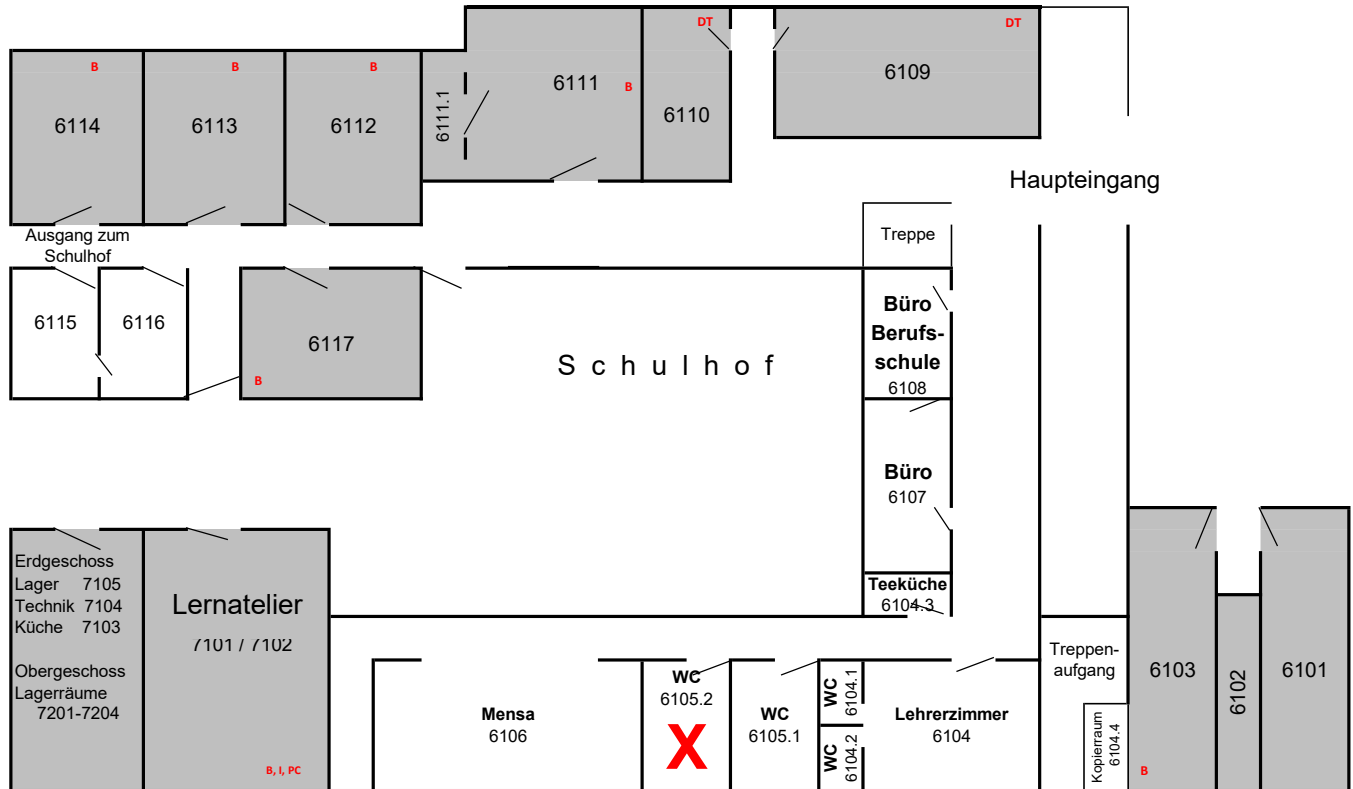 DT
DT
B
B
B
6111
B
6109
6114
6113
6112
6111.1
6110
Haupteingang
Ausgang zum
Schulhof
Treppe
6115
6116
6117
B
Schulhof
Büro
Berufs-
schule
6108
Büro
6107
Teeküche
6104.3
Erdgeschoss
Lager 7105
Technik 7104
Küche 7103
Obergeschoss
Lagerräume
7201-7204
Lernatelier
7101 / 7102
B, I, PC
Mensa
6106
WC
6105.2
X
WC
6105.1
WC
6104.1
WC
6104.2
Lehrerzimmer
6104
Treppen-
aufgang
Kopierraum
6104.4
6103
B
6102
6101